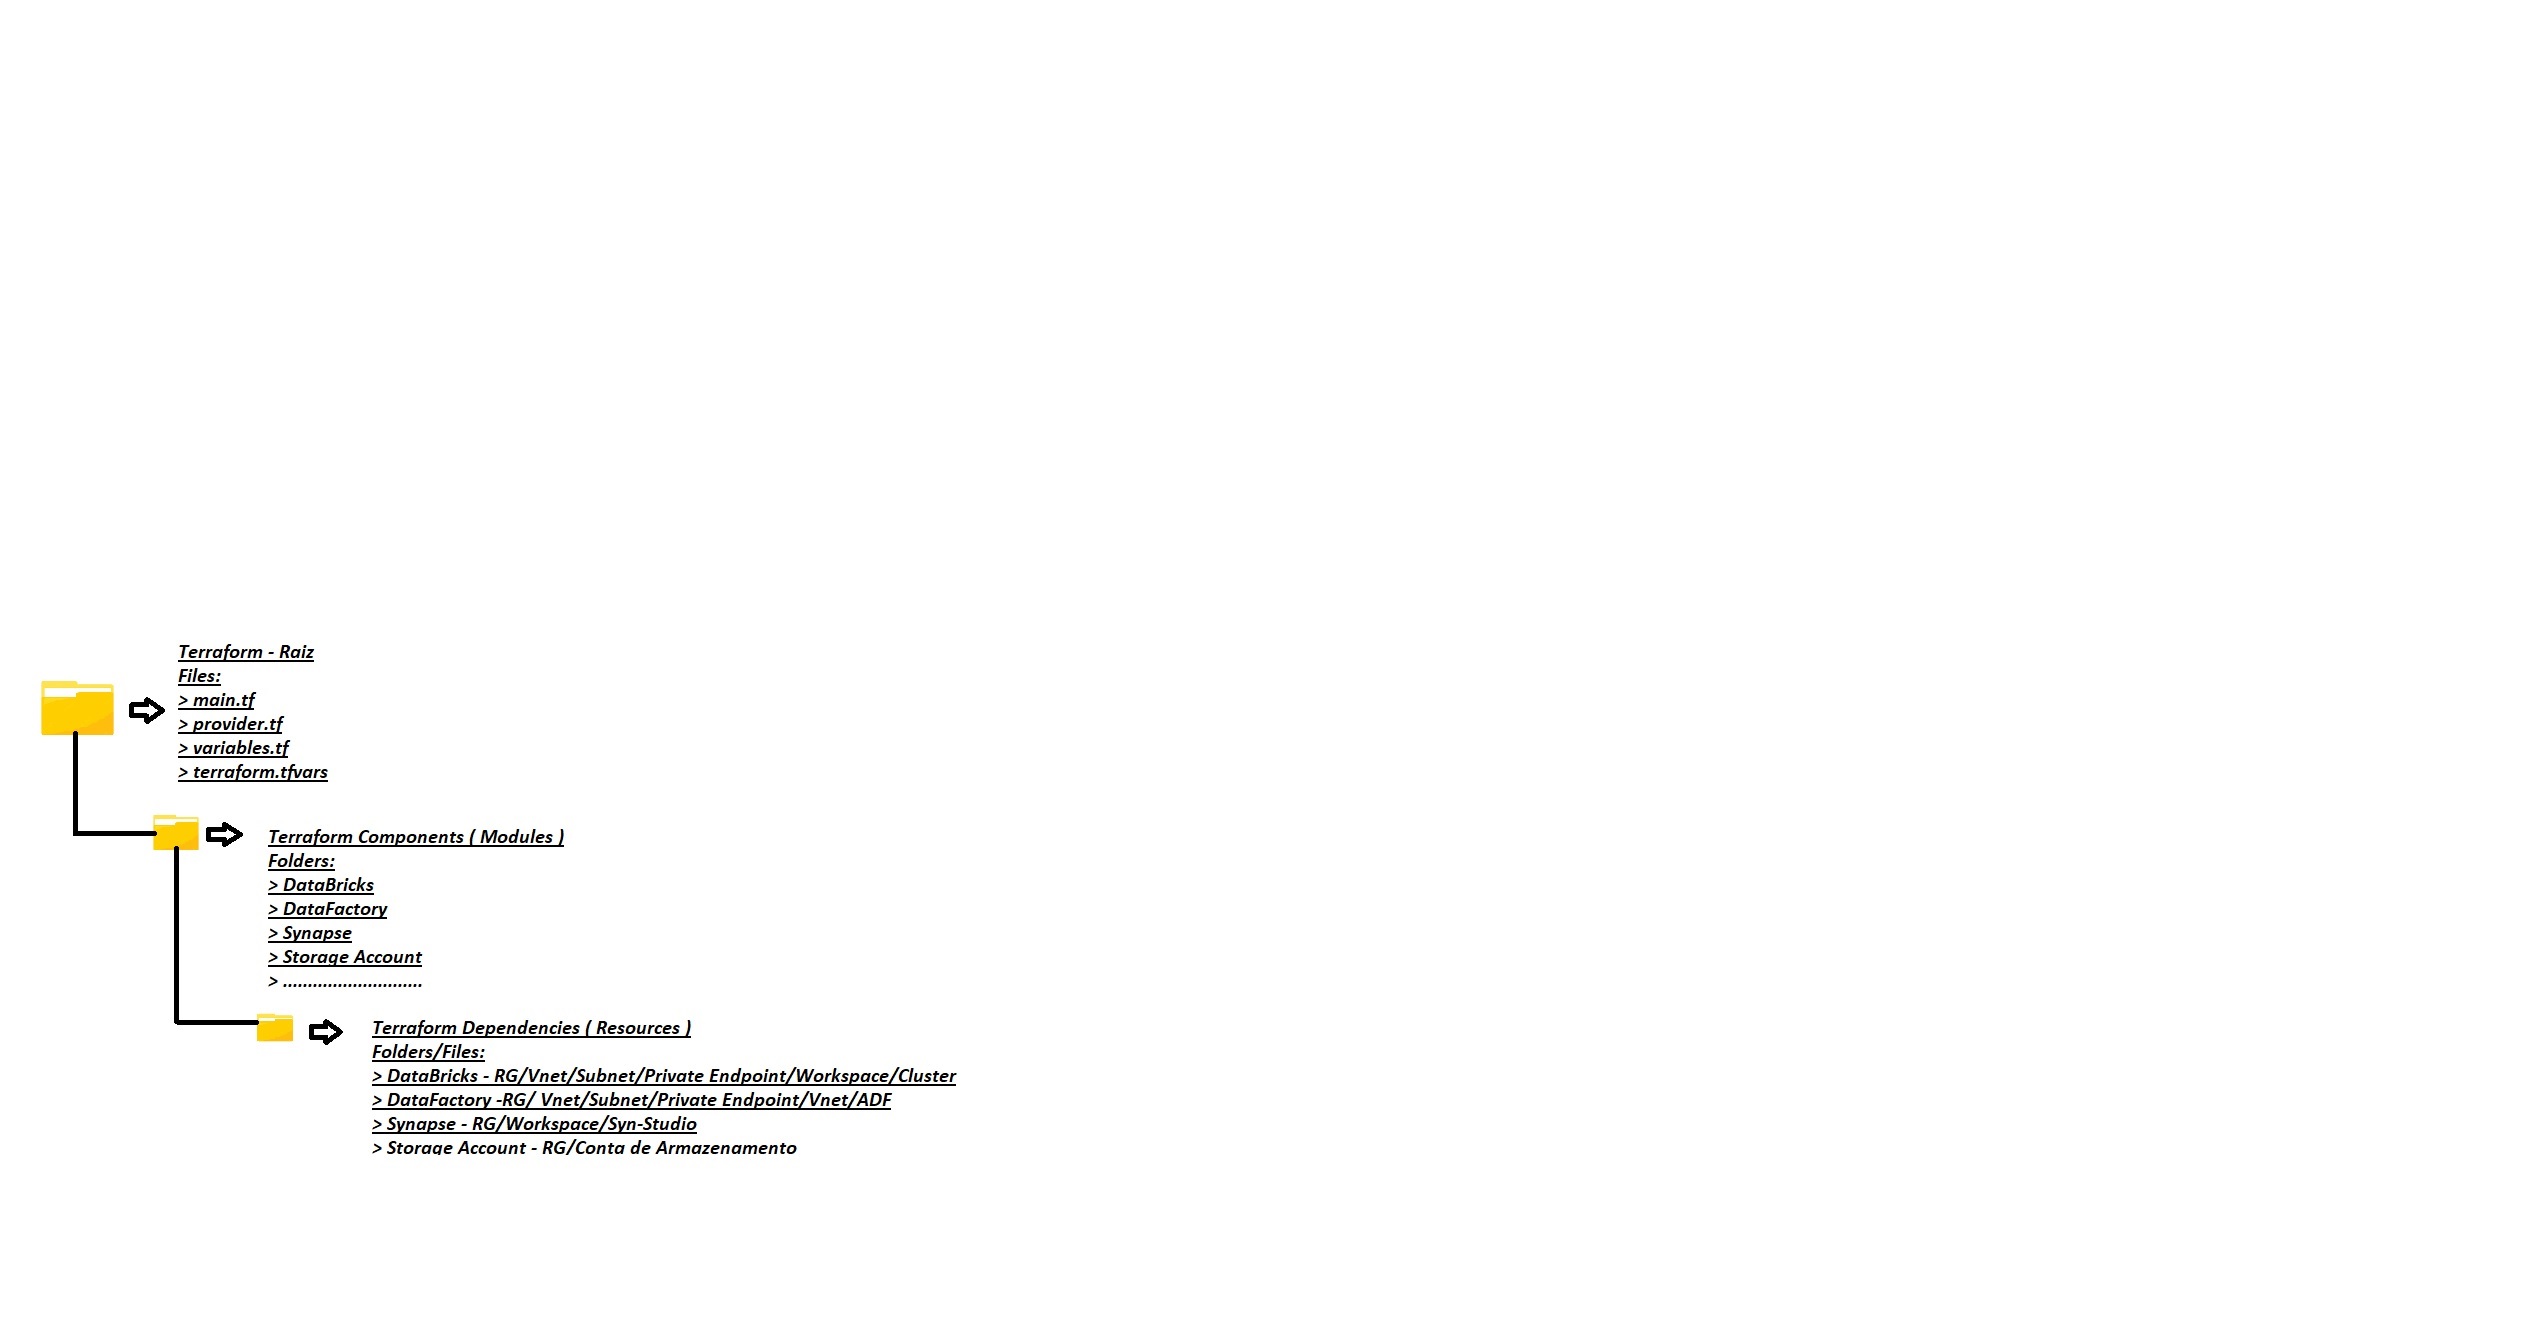 Terraform - Raiz
Files:
> main.tf
> provider.tf
> variables.tf
> terraform.tfvars
Terraform Components ( Modules )
Folders:
> DataBricks
> DataFactory
> Synapse
> Storage Account
> ............................
Terraform Dependencies ( Resources )
Folders/Files:
> DataBricks - RG/Vnet/Subnet/Private Endpoint/Workspace/Cluster
> DataFactory -RG/ Vnet/Subnet/Private Endpoint/Vnet/ADF
> Synapse - RG/Workspace/Syn-Studio
> Storage Account - RG/Conta de Armazenamento